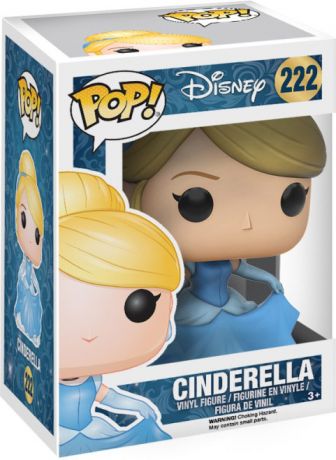 POP!
Disney
222
CINDERELLA
222
CINDERELLA
VINYL FIGURE / FIGURINE EN VINYLE /
FIGURA DE VINIL
WARNING: Choking Hazard.
May contain small parts.
3+